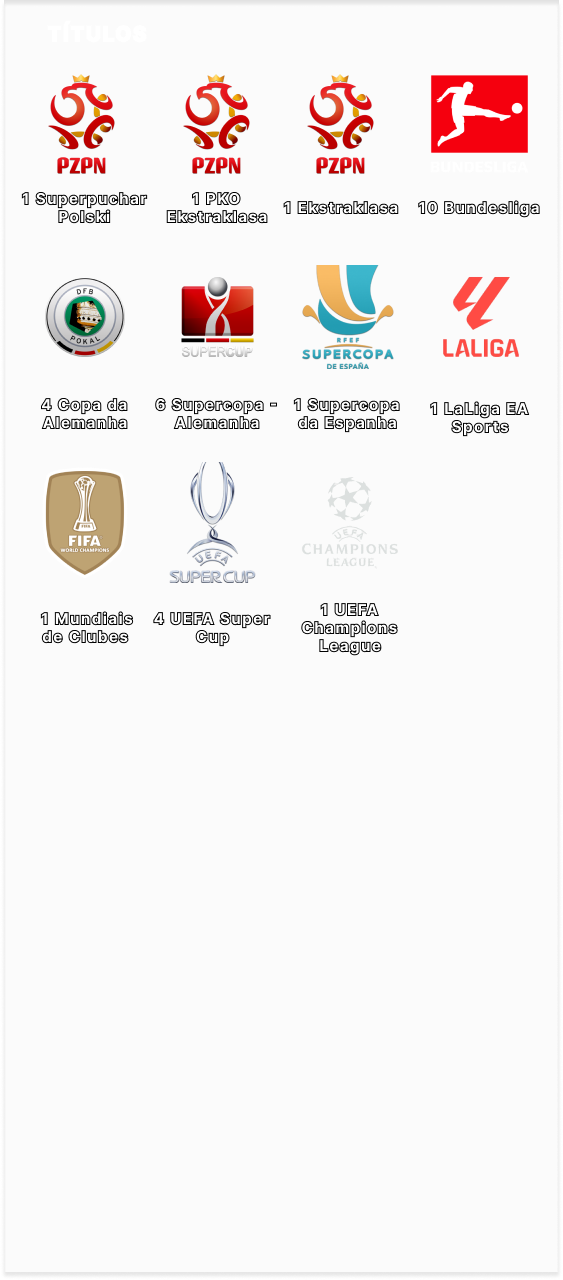 TÍTULOS
PZPN
PZPN
PZPN
BUNDESLIGA
1 Superpuchar
Polski
1 PKO
Ekstraklasa
1 Ekstraklasa
10 Bundesliga
DFB
POKAL
SUPERCUP
RFEF
SUPERCOPA
DE ESPAÑA
LALIGA
4 Copa da
Alemanha
6 Supercopa -
Alemanha
1 Supercopa
da Espanha
1 LaLiga EA
Sports
FIFA
WORLD CHAMPIONS
UEFA
SUPERCUP
UEFA
CHAMPIONS
LEAGUE
1 Mundiais
de Clubes
4 UEFA Super
Cup
1 UEFA
Champions
League